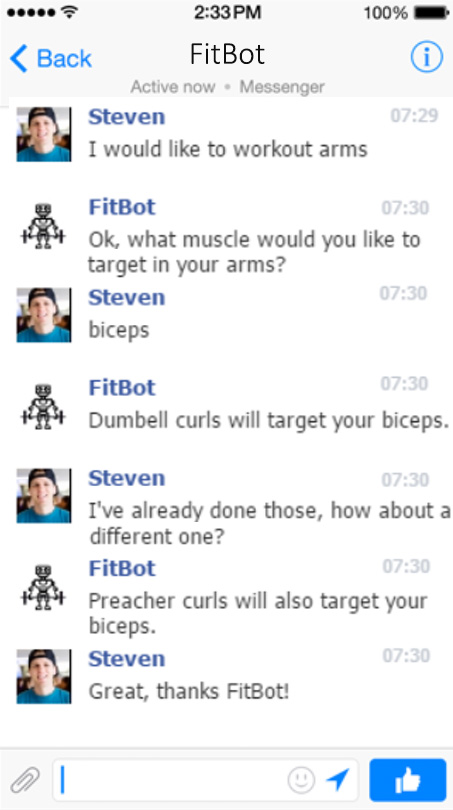 2:33 PM 100%
Back FitBot
Active now • Messenger
Steven 07:29
I would like to workout arms
FitBot 07:30
Ok, what muscle would you like to
target in your arms?
Steven 07:30
biceps
FitBot 07:30
Dumbell curls will target your biceps.
Steven 07:30
I've already done those, how about a
different one?
FitBot 07:30
Preacher curls will also target your
biceps.
Steven 07:30
Great, thanks FitBot!